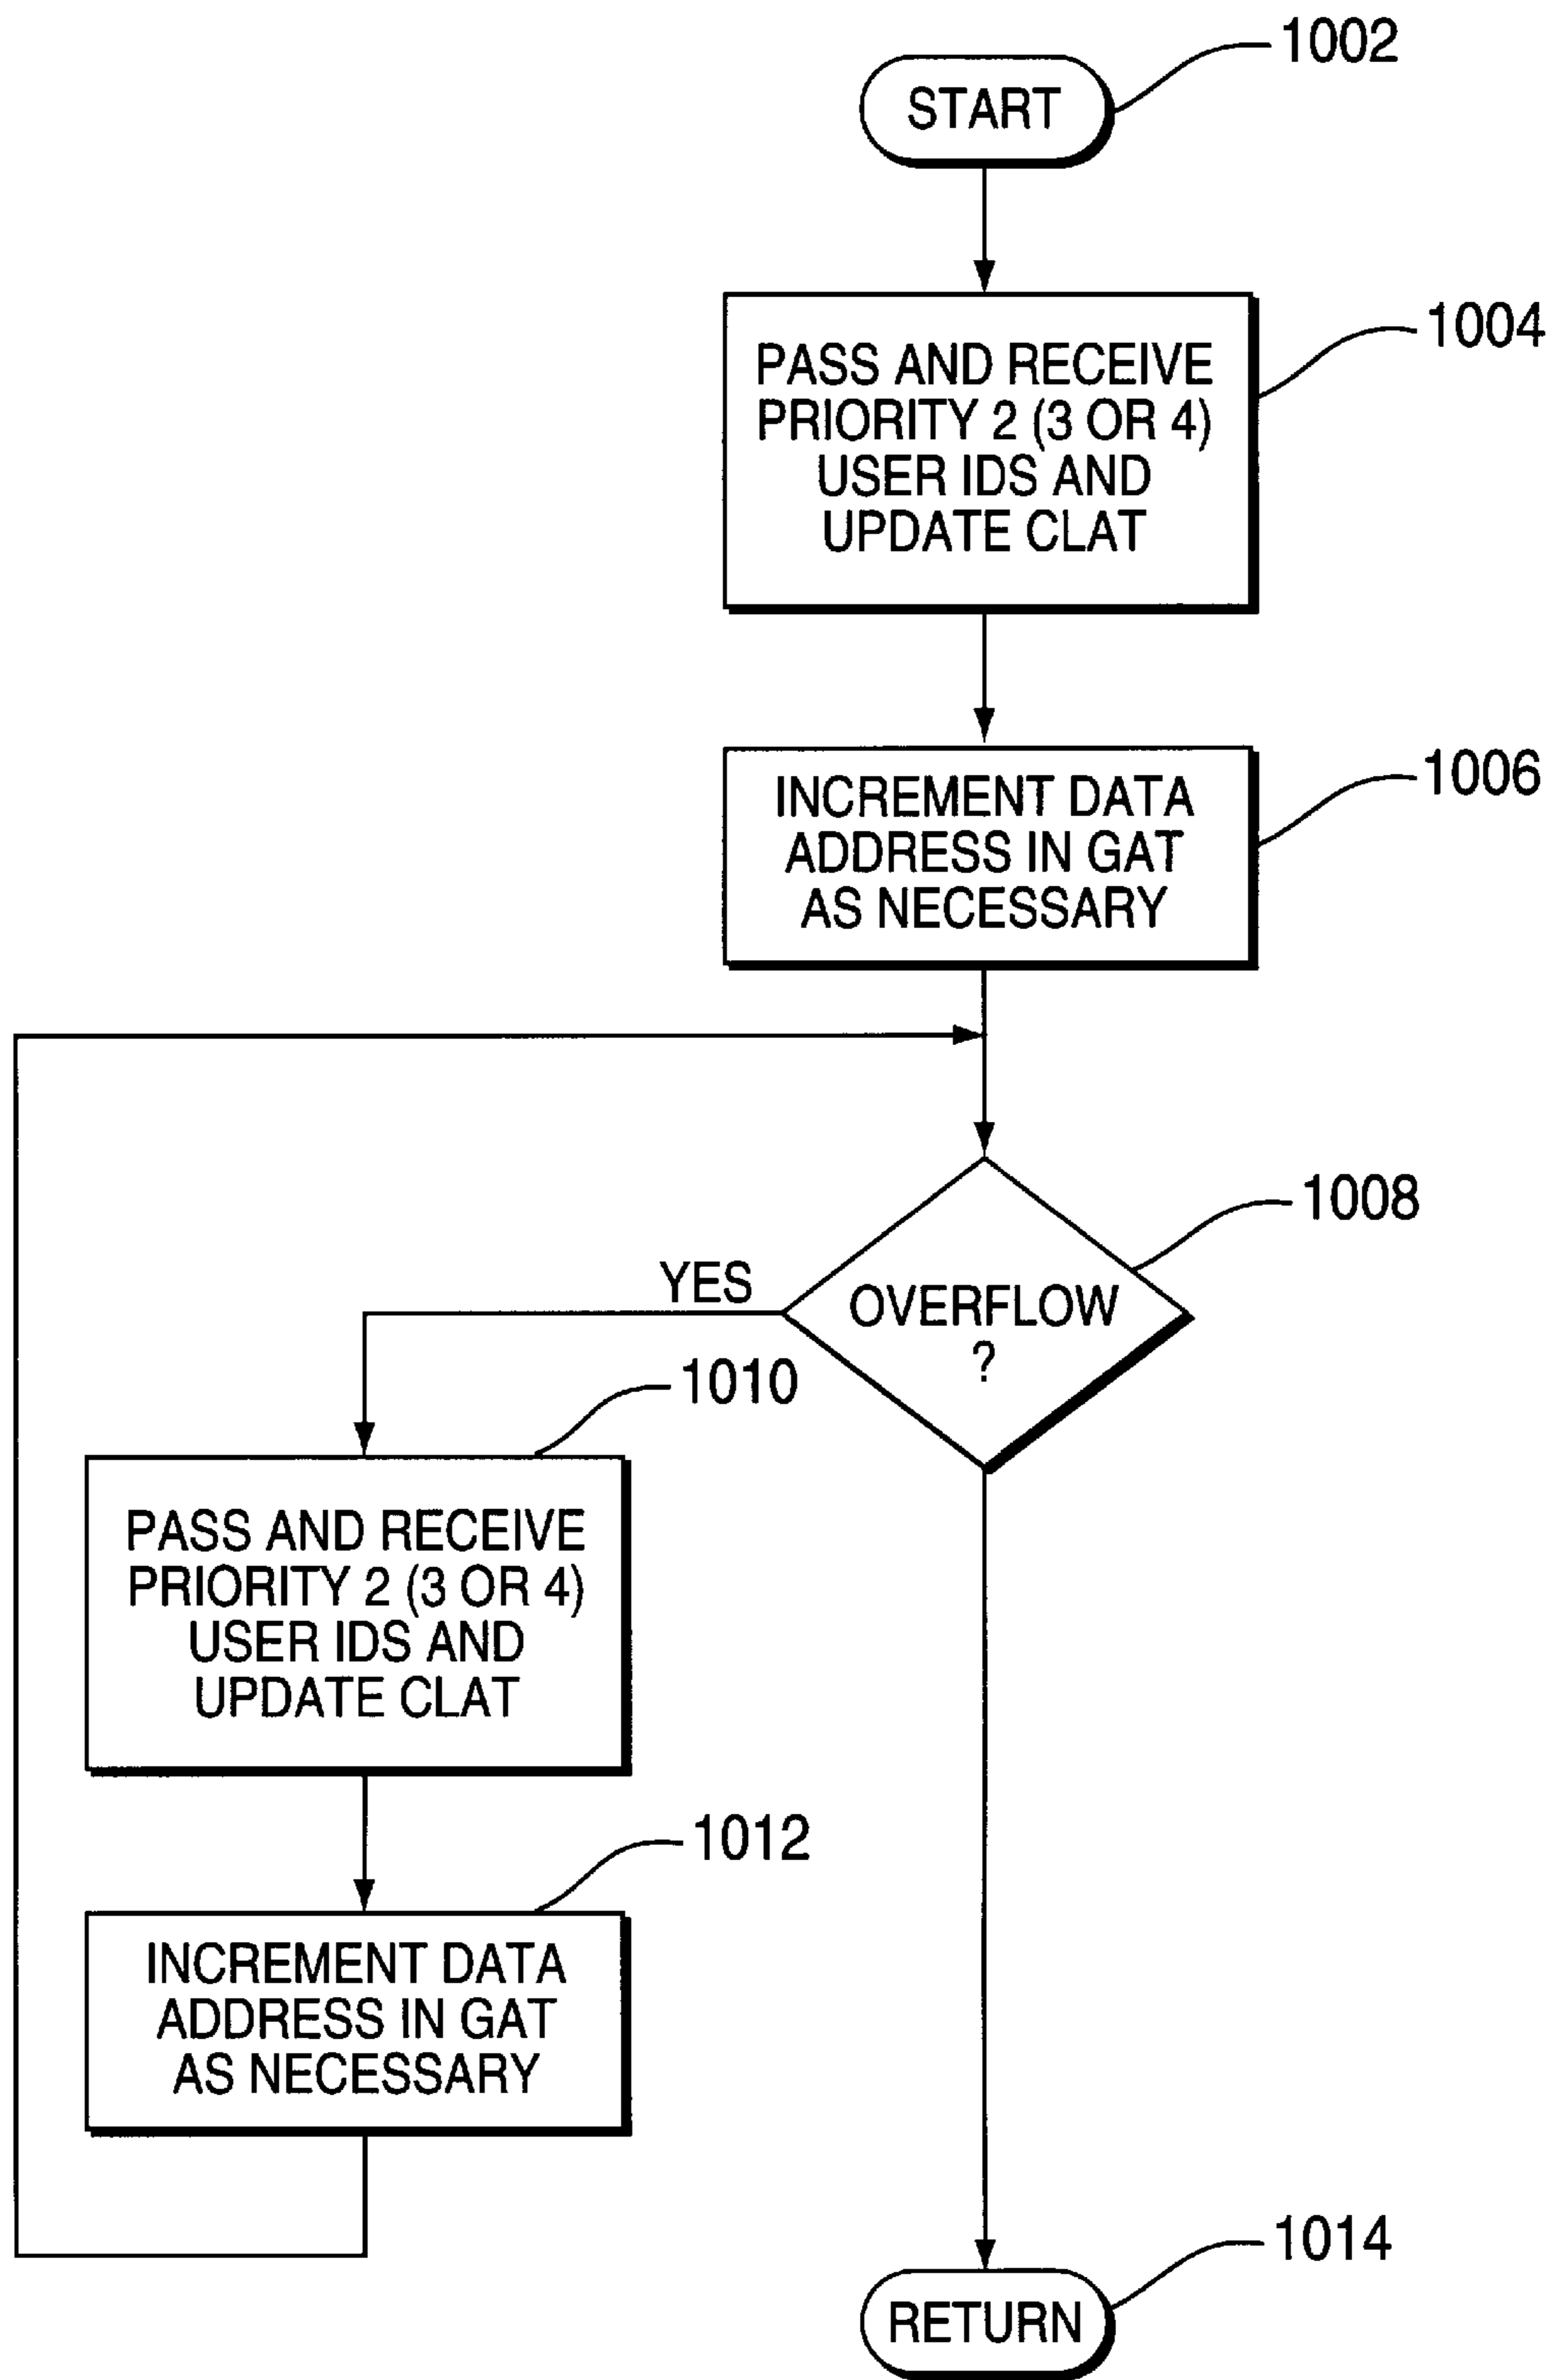 1002
START
1004
PASS AND RECEIVE
PRIORITY 2 (3 OR 4)
USER IDS AND
UPDATE CLAT
1006
INCREMENT DATA
ADDRESS IN GAT
AS NECESSARY
1008
OVERFLOW
?
YES
1010
PASS AND RECEIVE
PRIORITY 2 (3 OR 4)
USER IDS AND
UPDATE CLAT
1012
INCREMENT DATA
ADDRESS IN GAT
AS NECESSARY
1014
RETURN